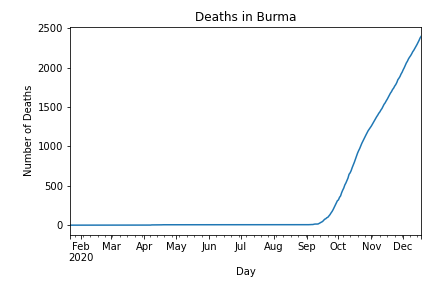 Deaths in Burma
Number of Deaths
2500
2000
1500
1000
500
0
Feb Mar Apr May Jun Jul Aug Sep Oct Nov Dec
2020
Day